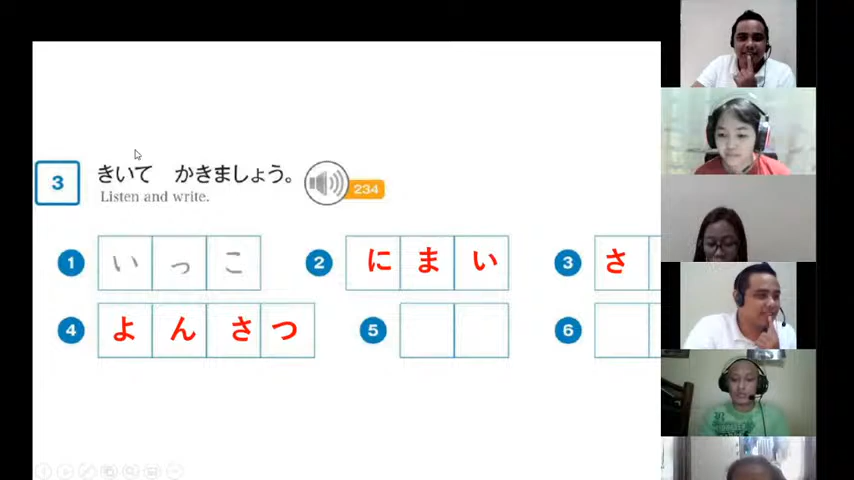 3 きいて かきましょう。 234
Listen and write.
1 いっこ 2 にまい 3 さ
4 よんさつ 5 6